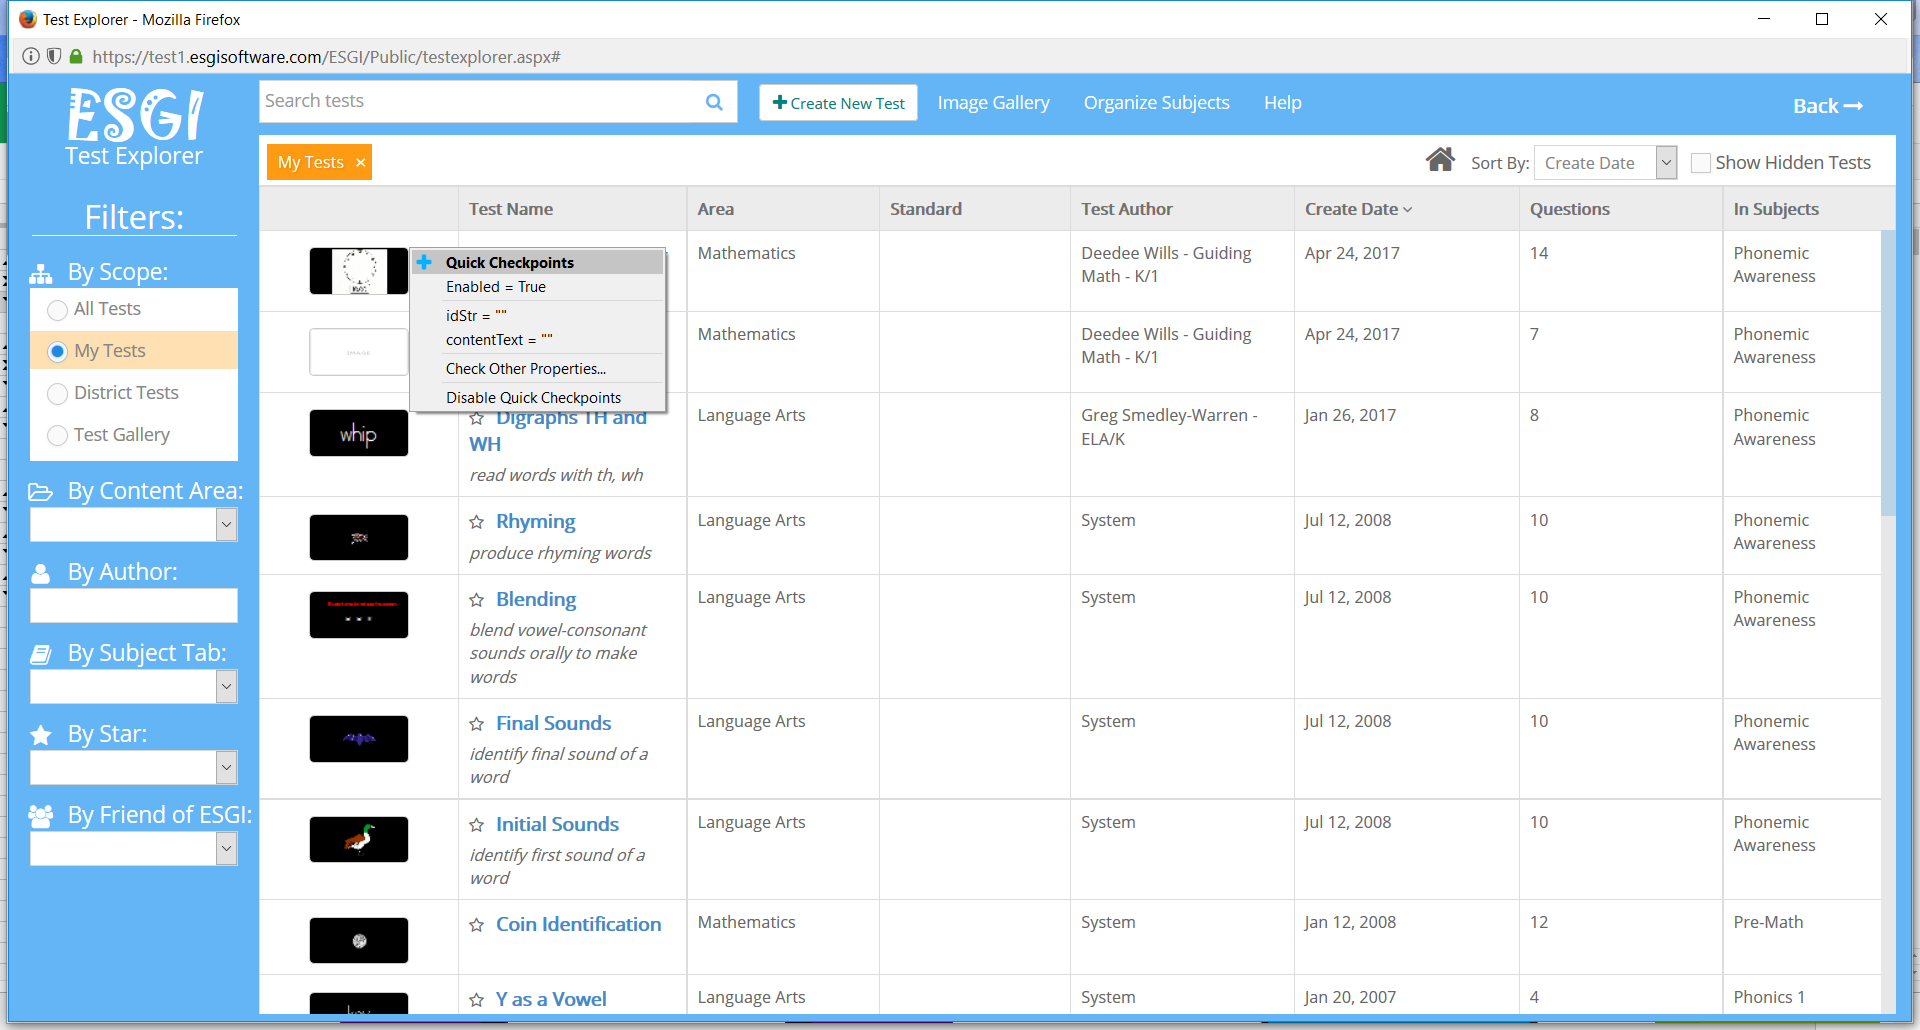 Test Explorer - Mozilla Firefox
https://test1.esgisoftware.com/ESGI/Public/testexplorer.aspx#
ESGI
Test Explorer
Search tests
Create New Test
Image Gallery
Organize Subjects
Help
Back
My Tests ×
Sort By:
Create Date
Show Hidden Tests
Filters:
By Scope:
All Tests
My Tests
District Tests
Test Gallery
By Content Area:
By Author:
By Subject Tab:
By Star:
By Friend of ESGI:
Test Name
Area
Standard
Test Author
Create Date
Questions
In Subjects
Quick Checkpoints
Enabled = True
idStr = ""
contentText = ""
Check Other Properties...
Disable Quick Checkpoints
Mathematics
Deedee Wills - Guiding
Math - K/1
Apr 24, 2017
14
Phonemic
Awareness
IMAGE
Mathematics
Deedee Wills - Guiding
Math - K/1
Apr 24, 2017
7
Phonemic
Awareness
whip
Digraphs TH and
WH
read words with th, wh
Language Arts
Greg Smedley-Warren -
ELA/K
Jan 26, 2017
8
Phonemic
Awareness
Rhyming
produce rhyming words
Language Arts
System
Jul 12, 2008
10
Phonemic
Awareness
Blending
blend vowel-consonant
sounds orally to make
words
Language Arts
System
Jul 12, 2008
10
Phonemic
Awareness
Final Sounds
identify final sound of a
word
Language Arts
System
Jul 12, 2008
10
Phonemic
Awareness
Initial Sounds
identify first sound of a
word
Language Arts
System
Jul 12, 2008
10
Phonemic
Awareness
Coin Identification
Mathematics
System
Jan 12, 2008
12
Pre-Math
Y as a Vowel
Language Arts
System
Jan 20, 2007
4
Phonics 1